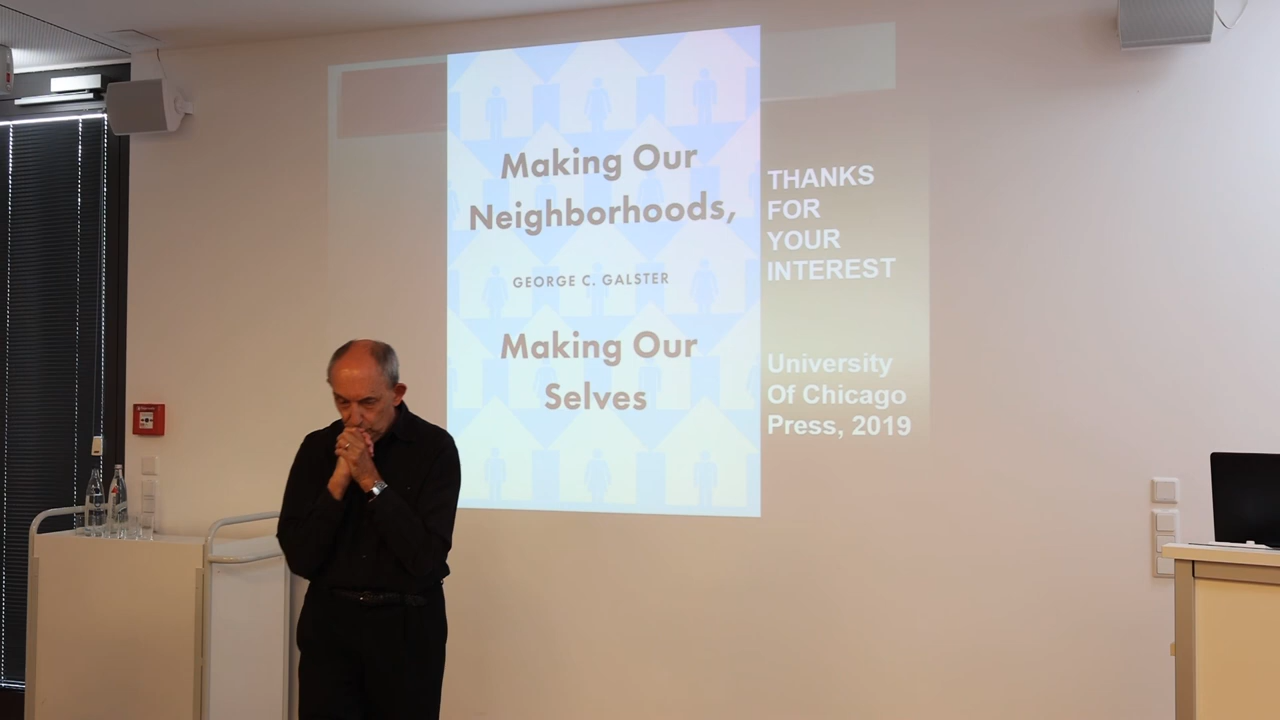 Making Our
Neighborhoods,
GEORGE C. GALSTER
Making Our
Selves
THANKS
FOR
YOUR
INTEREST
University
Of Chicago
Press, 2019